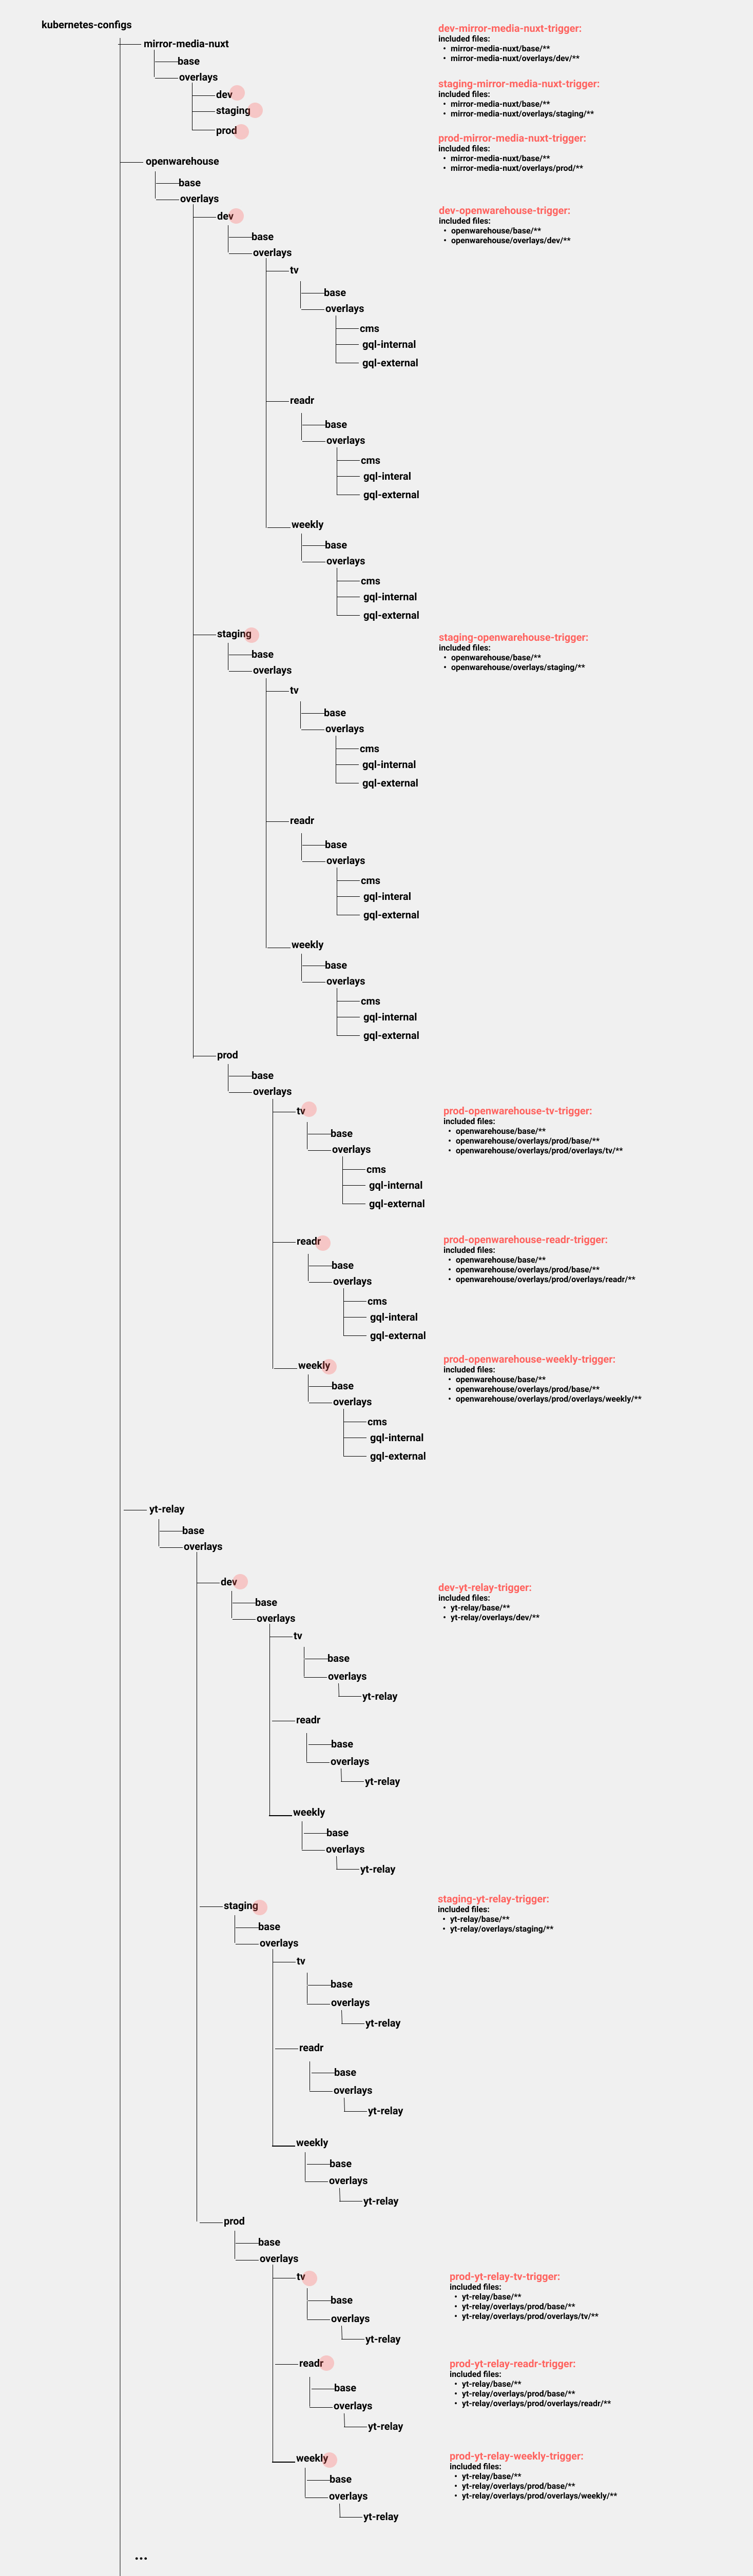 kubernetes-configs
mirror-media-nuxt
base
overlays
dev
staging
prod
dev-mirror-media-nuxt-trigger:
included files:
• mirror-media-nuxt/base/**
• mirror-media-nuxt/overlays/dev/**
staging-mirror-media-nuxt-trigger:
included files:
• mirror-media-nuxt/base/**
• mirror-media-nuxt/overlays/staging/**
prod-mirror-media-nuxt-trigger:
included files:
• mirror-media-nuxt/base/**
• mirror-media-nuxt/overlays/prod/**
openwarehouse
base
overlays
dev
dev-openwarehouse-trigger:
included files:
• openwarehouse/base/**
• openwarehouse/overlays/dev/**
base
overlays
tv
base
overlays
cms
gql-internal
gql-external
readr
base
overlays
cms
gql-interal
gql-external
weekly
base
overlays
cms
gql-internal
gql-external
staging
staging-openwarehouse-trigger:
included files:
• openwarehouse/base/**
• openwarehouse/overlays/staging/**
base
overlays
tv
base
overlays
cms
gql-internal
gql-external
readr
base
overlays
cms
gql-interal
gql-external
weekly
base
overlays
cms
gql-internal
gql-external
prod
base
overlays
tv
prod-openwarehouse-tv-trigger:
included files:
• openwarehouse/base/**
• openwarehouse/overlays/prod/base/**
• openwarehouse/overlays/prod/overlays/tv/**
base
overlays
cms
gql-internal
gql-external
readr
prod-openwarehouse-readr-trigger:
included files:
• openwarehouse/base/**
• openwarehouse/overlays/prod/base/**
• openwarehouse/overlays/prod/overlays/readr/**
base
overlays
cms
gql-interal
gql-external
weekly
prod-openwarehouse-weekly-trigger:
included files:
• openwarehouse/base/**
• openwarehouse/overlays/prod/base/**
• openwarehouse/overlays/prod/overlays/weekly/**
base
overlays
cms
gql-internal
gql-external
yt-relay
base
overlays
dev
dev-yt-relay-trigger:
included files:
• yt-relay/base/**
• yt-relay/overlays/dev/**
base
overlays
tv
base
overlays
yt-relay
readr
base
overlays
yt-relay
weekly
base
overlays
yt-relay
staging
staging-yt-relay-trigger:
included files:
• yt-relay/base/**
• yt-relay/overlays/staging/**
base
overlays
tv
base
overlays
yt-relay
readr
base
overlays
yt-relay
weekly
base
overlays
yt-relay
prod
base
overlays
tv
prod-yt-relay-tv-trigger:
included files:
• yt-relay/base/**
• yt-relay/overlays/prod/base/**
• yt-relay/overlays/prod/overlays/tv/**
base
overlays
yt-relay
readr
prod-yt-relay-readr-trigger:
included files:
• yt-relay/base/**
• yt-relay/overlays/prod/base/**
• yt-relay/overlays/prod/overlays/readr/**
base
overlays
yt-relay
weekly
prod-yt-relay-weekly-trigger:
included files:
• yt-relay/base/**
• yt-relay/overlays/prod/base/**
• yt-relay/overlays/prod/overlays/weekly/**
base
overlays
yt-relay
...